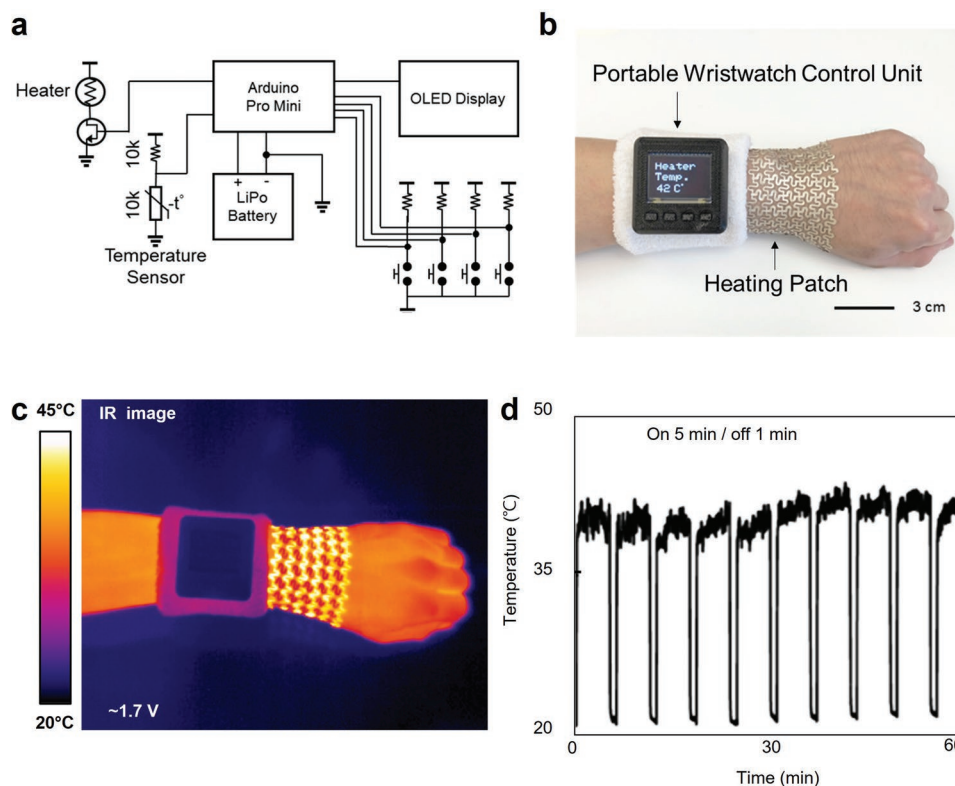 a
Heater
Arduino
Pro Mini
OLED Display
10k
10k
-t°
+ -
LiPo
Battery
Temperature
Sensor
b
Portable Wristwatch Control Unit
Heater
Temp.
42 C°
Heating Patch
3 cm
c
45°C
IR image
20°C
~1.7 V
d
On 5 min / off 1 min
50
35
20
Temperature (°C)
0
30
60
Time (min)